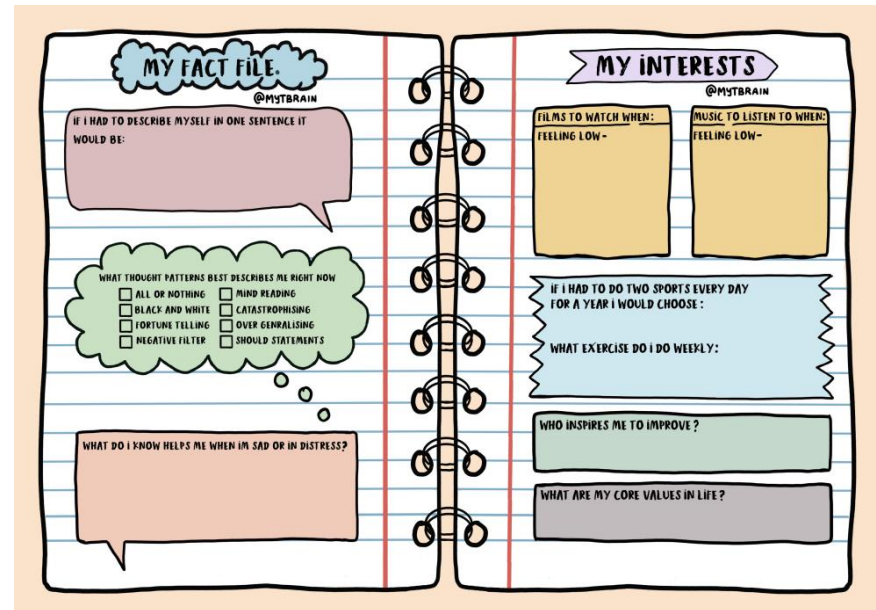 MY FACT FILE.
@MYTBRAIN
IF I HAD TO DESCRIBE MYSELF IN ONE SENTENCE IT
WOULD BE:
WHAT THOUGHT PATTERNS BEST DESCRIBES ME RIGHT NOW
ALL OR NOTHING
MIND READING
BLACK AND WHITE
CATASTROPHISING
FORTUNE TELLING
OVER GENRALISING
NEGATIVE FILTER
SHOULD STATEMENTS
WHAT DO I KNOW HELPS ME WHEN IM SAD OR IN DISTRESS?
MY INTERESTS
@MYTBRAIN
FILMS TO WATCH WHEN:
FEELING LOW-
MUSIC TO LISTEN TO WHEN:
FEELING LOW-
IF I HAD TO DO TWO SPORTS EVERY DAY
FOR A YEAR I WOULD CHOOSE:
WHAT EXERCISE DO I DO WEEKLY:
WHO INSPIRES ME TO IMPROVE?
WHAT ARE MY CORE VALUES IN LIFE?